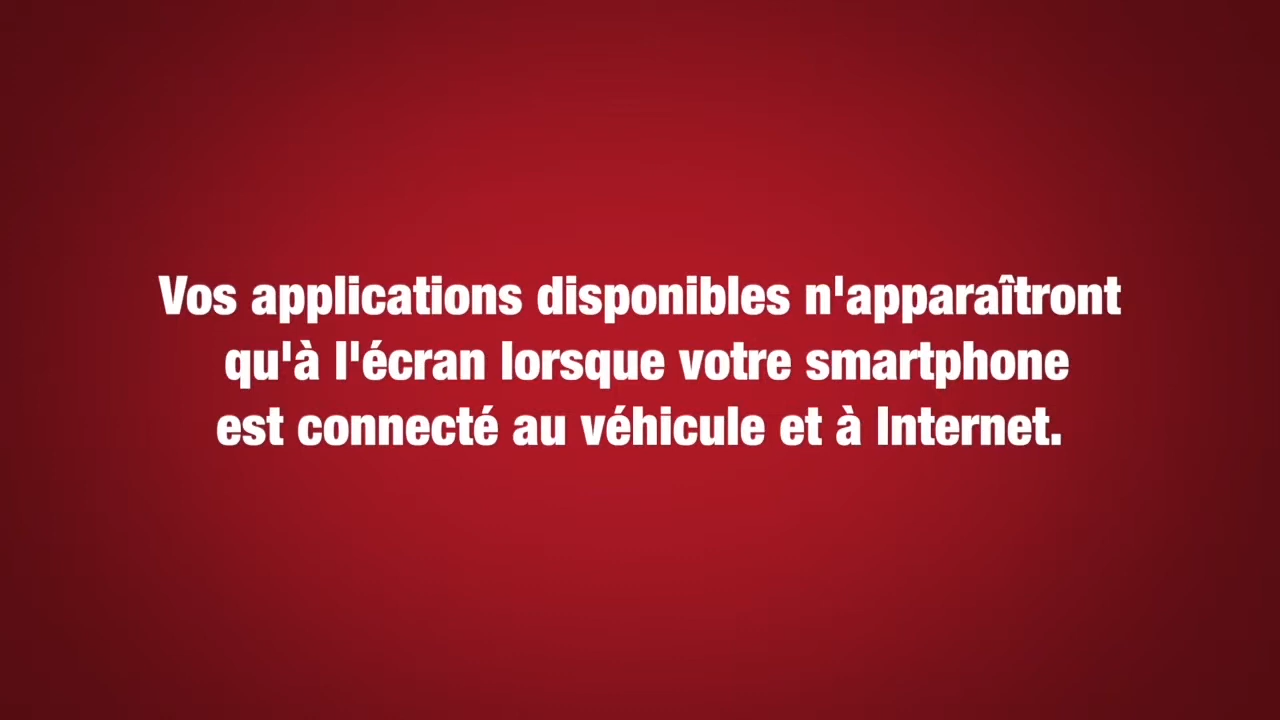 Vos applications disponibles n'apparaîtront
qu'à l'écran lorsque votre smartphone
est connecté au véhicule et à Internet.